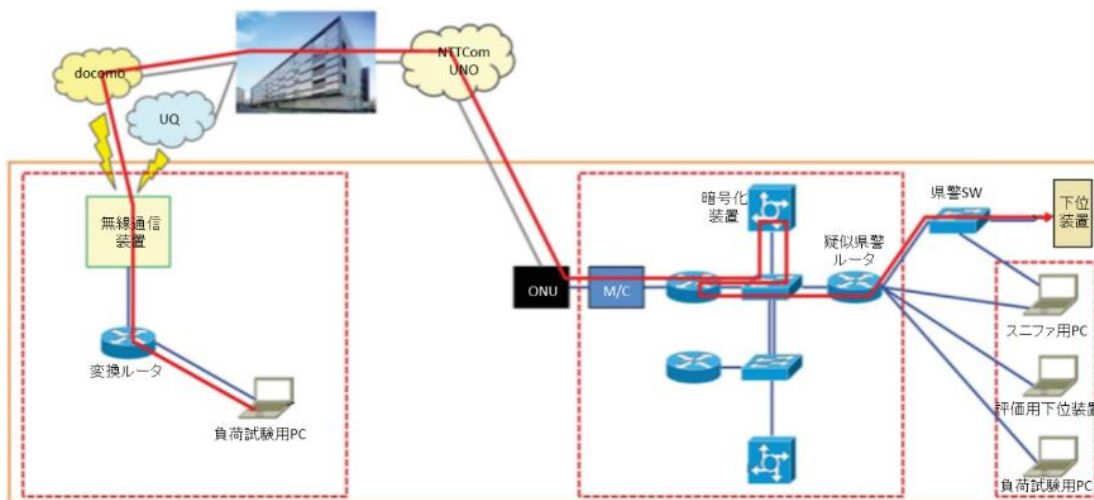 docomo
UQ
NTTCom
UNO
無線通信
装置
変換ルータ
負荷試験用PC
ONU
M/C
暗号化
装置
疑似県警
ルータ
県警SW
下位
装置
スニファ用PC
評価用下位装置
負荷試験用PC